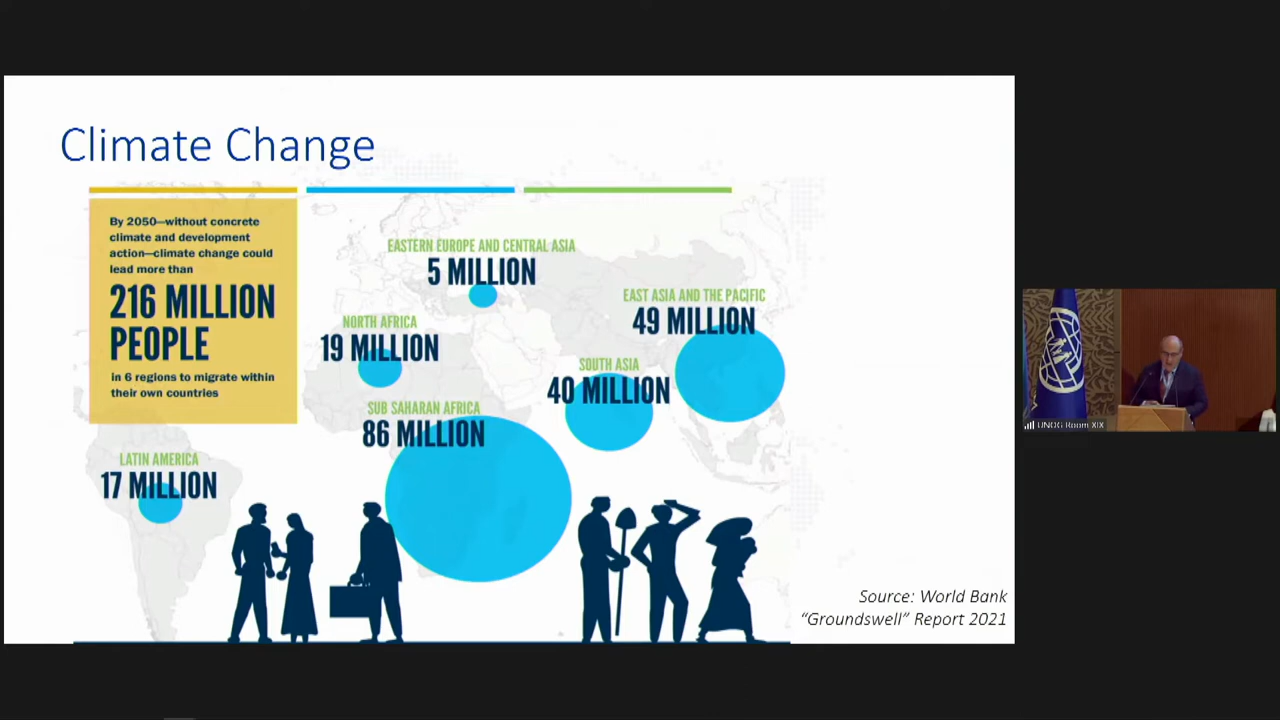 Climate Change
By 2050—without concrete
climate and development
action—climate change could
lead more than
216 MILLION
PEOPLE
in 6 regions to migrate within
their own countries
EASTERN EUROPE AND CENTRAL ASIA
5 MILLION
EAST ASIA AND THE PACIFIC
49 MILLION
NORTH AFRICA
19 MILLION
SOUTH ASIA
40 MILLION
SUB SAHARAN AFRICA
86 MILLION
LATIN AMERICA
17 MILLION
Source: World Bank
“Groundswell” Report 2021
UNOG Room XIX